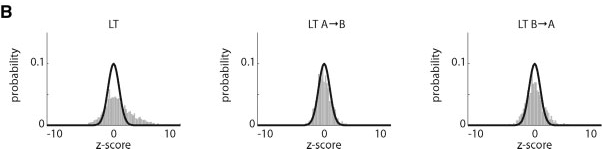 B
LT
LT A→B
LT B→A
probability
0.1
0
-10
0
10
z-score
probability
0.1
0
-10
0
10
z-score
probability
0.1
0
-10
0
10
z-score